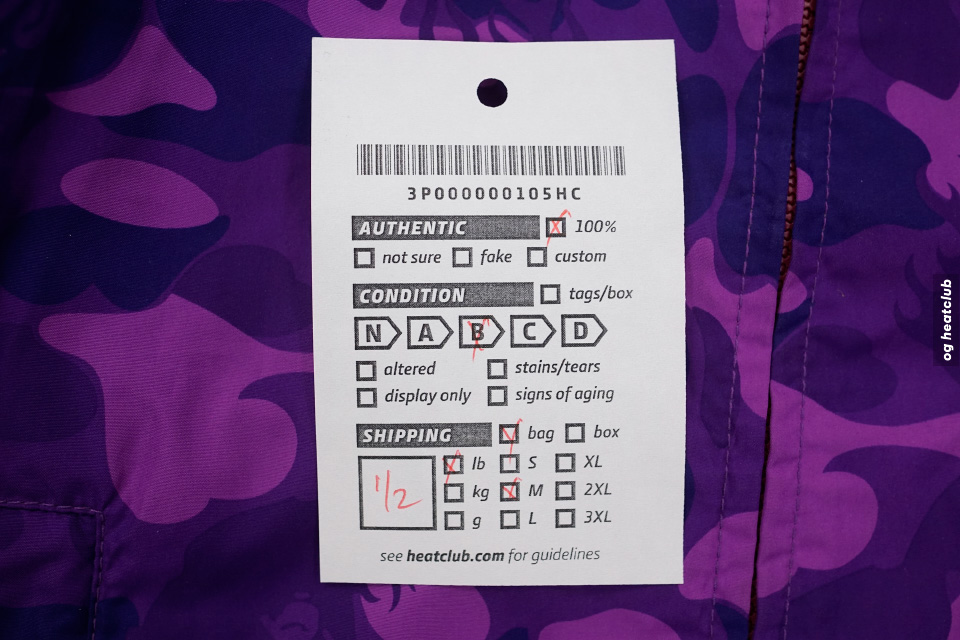 3P000000105HC
AUTHENTIC 100%
not sure fake custom
CONDITION tags/box
N A B C D
altered stains/tears
display only signs of aging
SHIPPING bag box
1/2 lb S XL
kg M 2XL
g L 3XL
see heatclub.com for guidelines
og heatclub